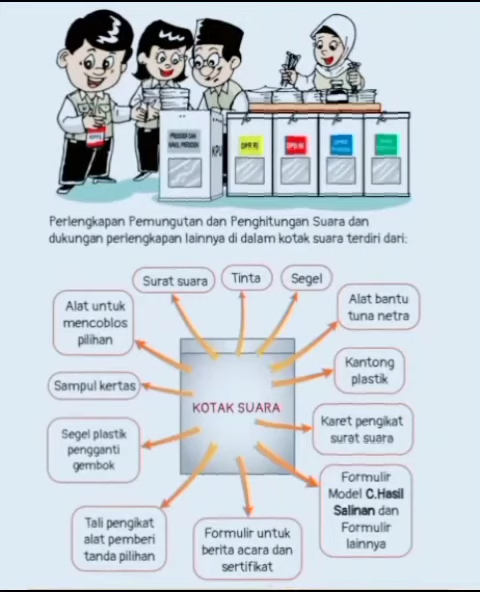 PRESIDEN DAN
WAKIL PRESIDEN
KPU
DPR RI
DPD RI
Perlengkapan Pemungutan dan Penghitungan Suara dan
dukungan perlengkapan lainnya di dalam kotak suara terdiri dari:
Surat suara
Tinta
Segel
Alat untuk
mencoblos
pilihan
Alat bantu
tuna netra
Sampul kertas
Kantong
plastik
KOTAK SUARA
Segel plastik
pengganti
gembok
Karet pengikat
surat suara
Tali pengikat
alat pemberi
tanda pilihan
Formulir untuk
berita acara dan
sertifikat
Formulir
Model C.Hasil
Salinan dan
Formulir
lainnya